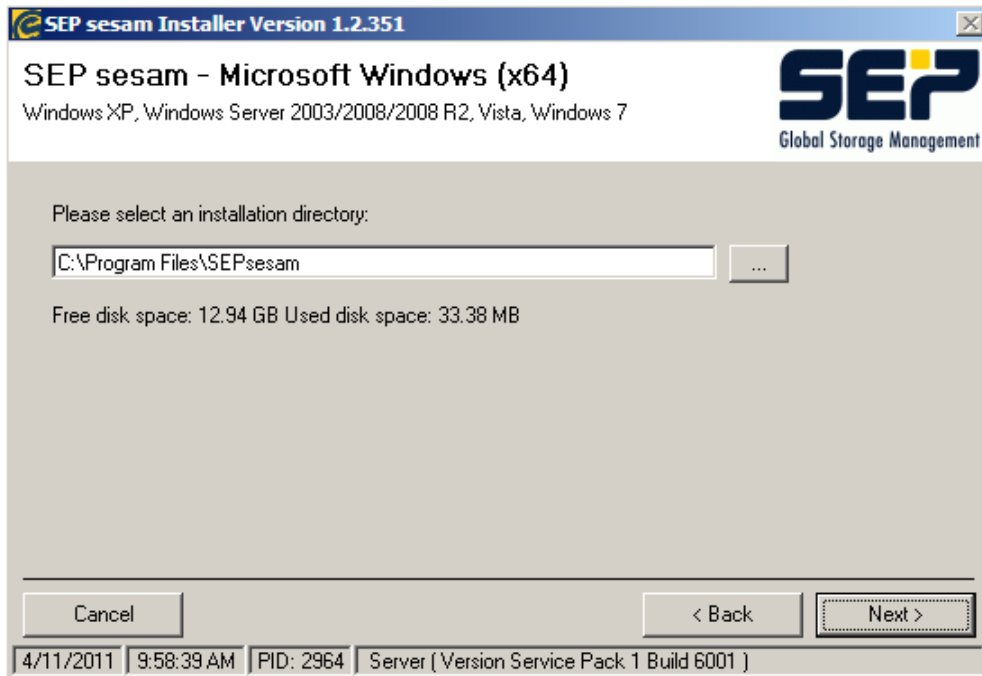 SEP sesam Installer Version 1.2.351
SEP sesam - Microsoft Windows (x64)
Windows XP, Windows Server 2003/2008/2008 R2, Vista, Windows 7
SEP
Global Storage Management
Please select an installation directory:
C:\Program Files\SEPsesam
...
Free disk space: 12.94 GB Used disk space: 33.38 MB
Cancel
< Back
Next >
4/11/2011 9:58:39 AM PID: 2964 Server ( Version Service Pack 1 Build 6001 )